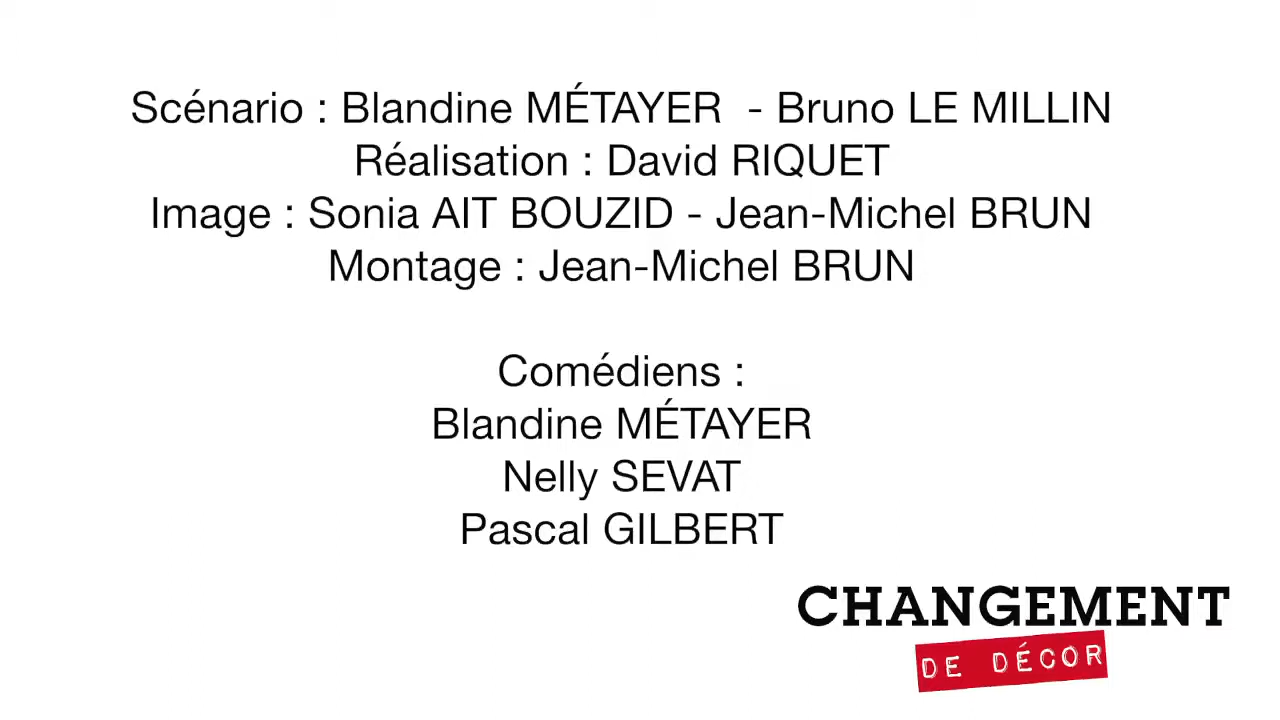 Scénario : Blandine MÉTAYER  - Bruno LE MILLIN
Réalisation : David RIQUET
Image : Sonia AIT BOUZID - Jean-Michel BRUN
Montage : Jean-Michel BRUN
Comédiens :
Blandine MÉTAYER
Nelly SEVAT
Pascal GILBERT
CHANGEMENT
DE DÉCOR